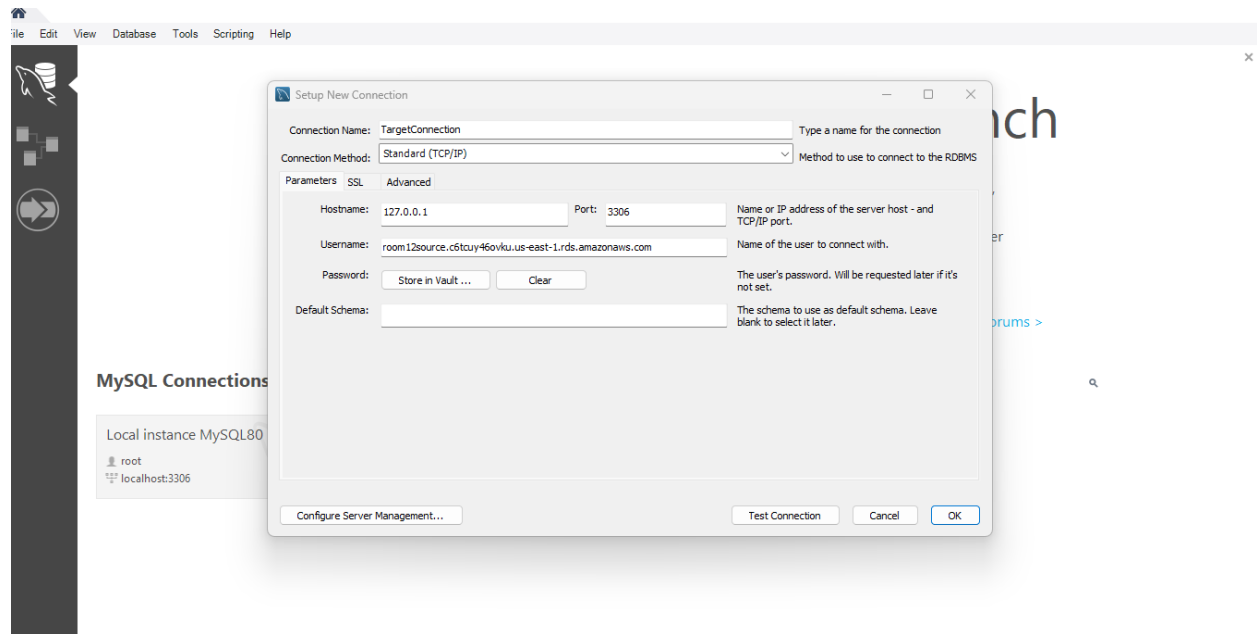 File Edit View Database Tools Scripting Help
Setup New Connection
nch
Connection Name: TargetConnection Type a name for the connection
Connection Method: Standard (TCP/IP) Method to use to connect to the RDBMS
Parameters SSL Advanced
Hostname: 127.0.0.1 Port: 3306 Name or IP address of the server host - and
TCP/IP port.
Username: room12source.c6tcuy46ovku.us-east-1.rds.amazonaws.com Name of the user to connect with.
er
Password: Store in Vault ... Clear The user's password. Will be requested later if it's
not set.
Default Schema: The schema to use as default schema. Leave
blank to select it later.
orums >
MySQL Connections
Local instance MySQL80
root
localhost:3306
Configure Server Management... Test Connection Cancel OK